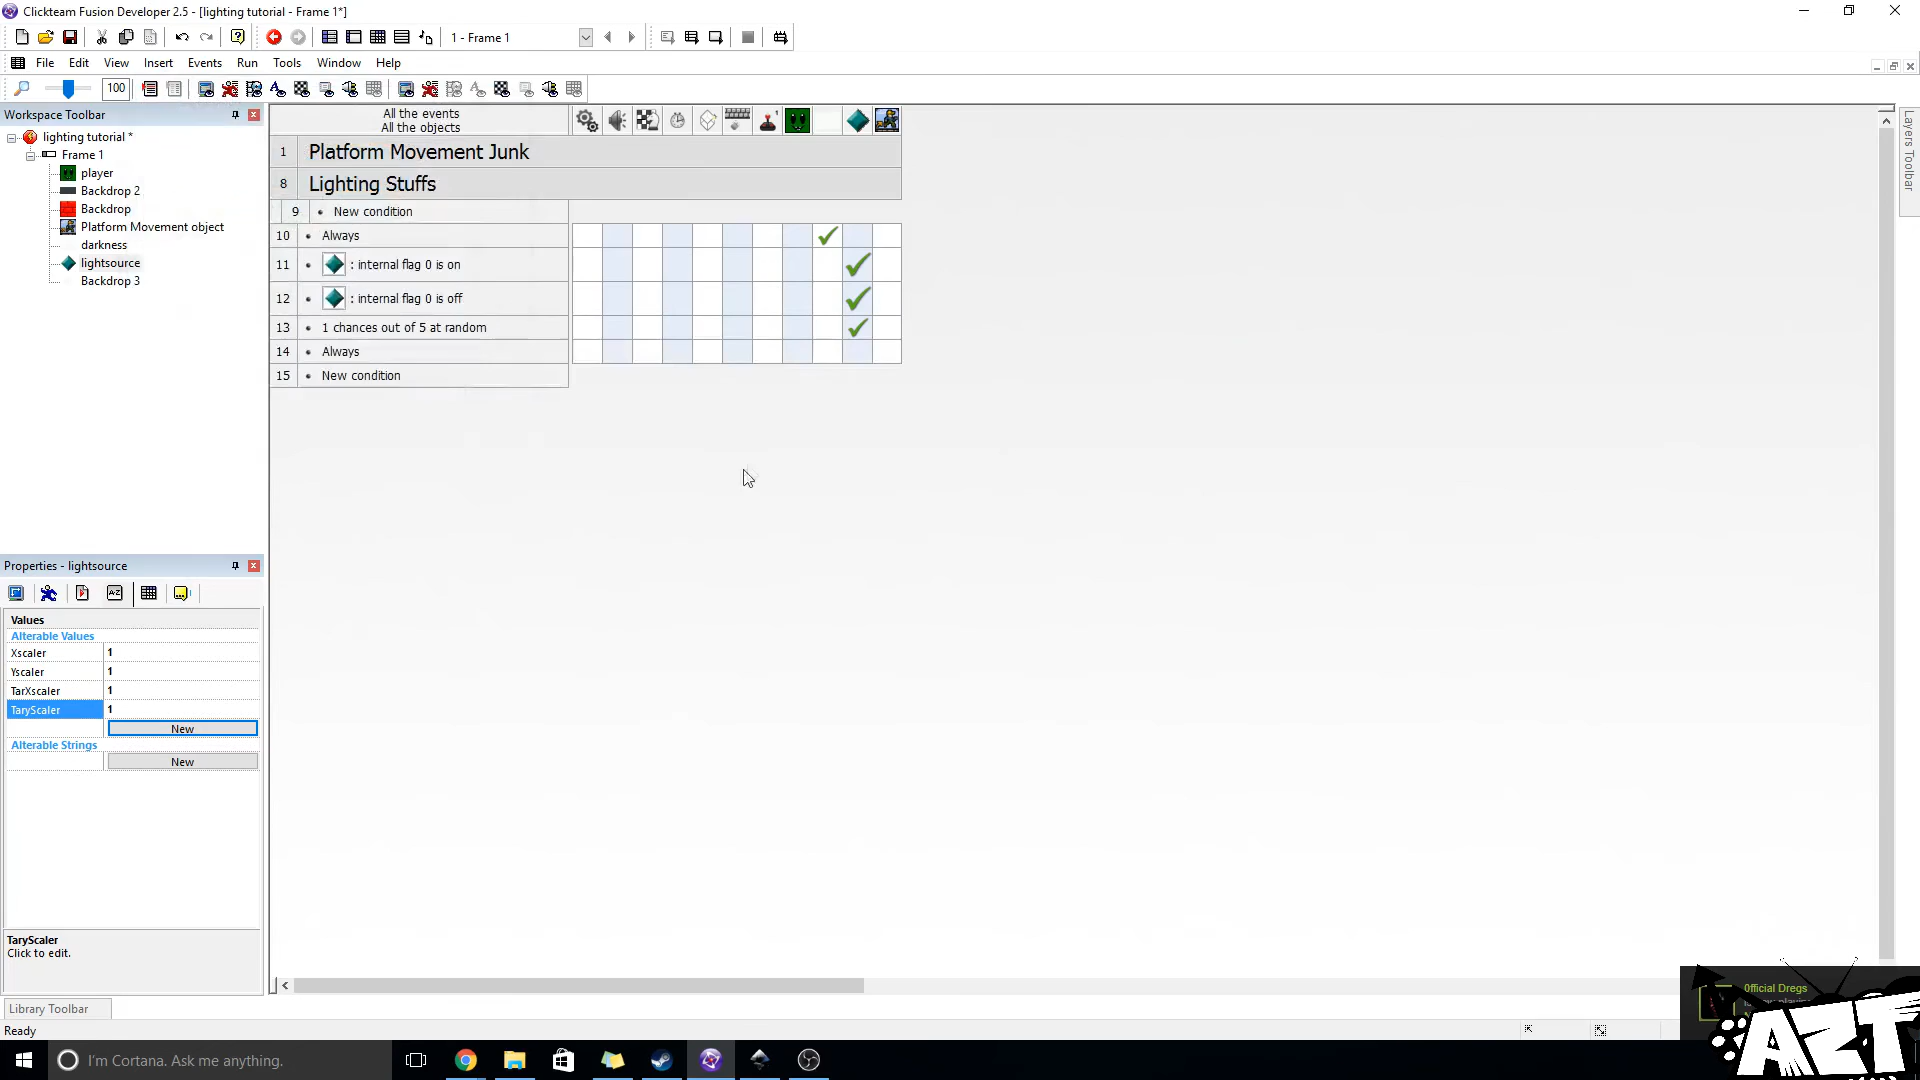 Clickteam Fusion Developer 2.5 - [lighting tutorial - Frame 1*]
1 - Frame 1
File Edit View Insert Events Run Tools Window Help
100
Workspace Toolbar
lighting tutorial *
Frame 1
player
Backdrop 2
Backdrop
Platform Movement object
darkness
lightsource
Backdrop 3
All the events
All the objects
1 Platform Movement Junk
8 Lighting Stuffs
9 • New condition
10 • Always
11 • : internal flag 0 is on
12 • : internal flag 0 is off
13 • 1 chances out of 5 at random
14 • Always
15 • New condition
Layers Toolbar
Properties - lightsource
Values
Alterable Values
Xscaler 1
Yscaler 1
TarXscaler 1
TaryScaler 1
New
Alterable Strings
New
TaryScaler
Click to edit.
Library Toolbar
Ready
0fficial Dregs
AZT
I'm Cortana. Ask me anything.